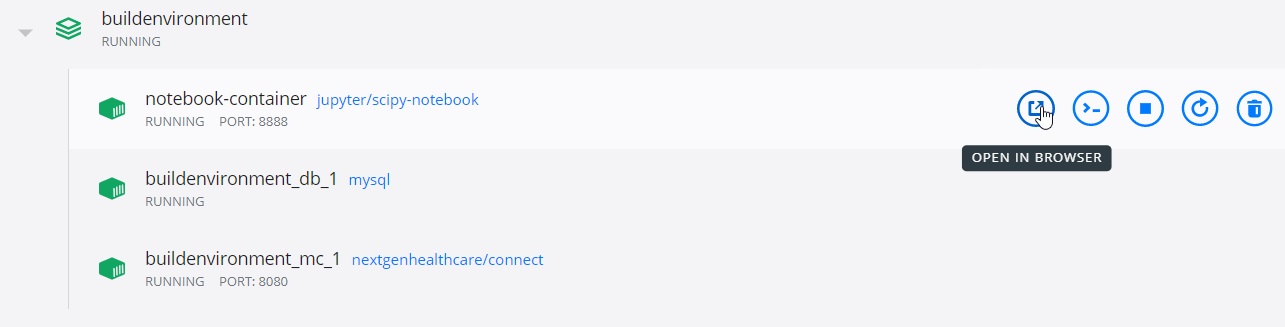 buildenvironment
RUNNING
notebook-container jupyter/scipy-notebook
RUNNING PORT: 8888
OPEN IN BROWSER
buildenvironment_db_1 mysql
RUNNING
buildenvironment_mc_1 nextgenhealthcare/connect
RUNNING PORT: 8080